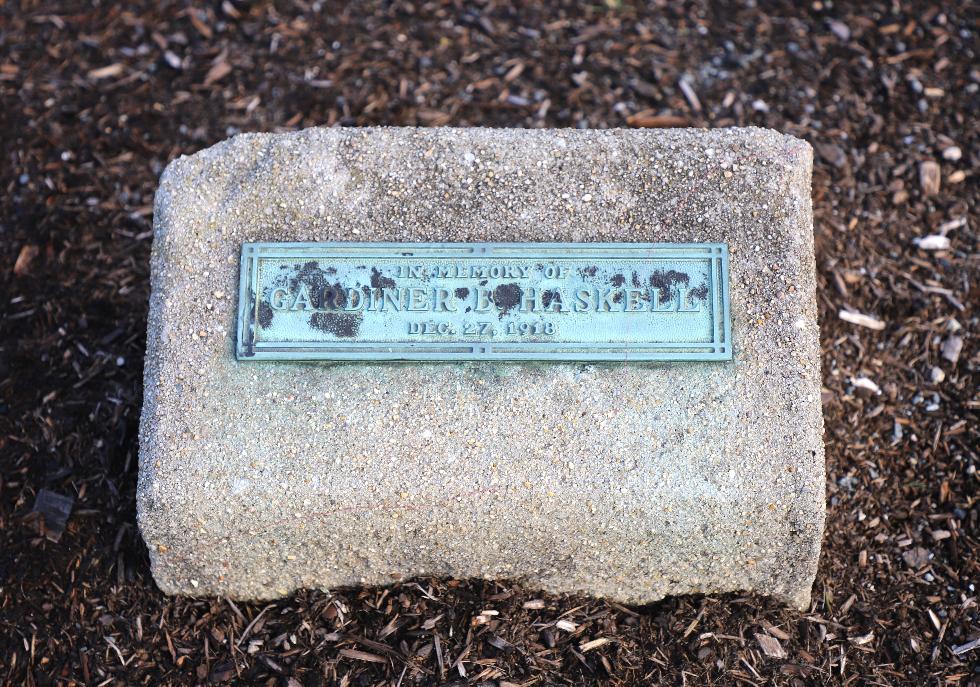 IN MEMORY OF
GARDINER B. HASKELL
DEC. 27, 1918